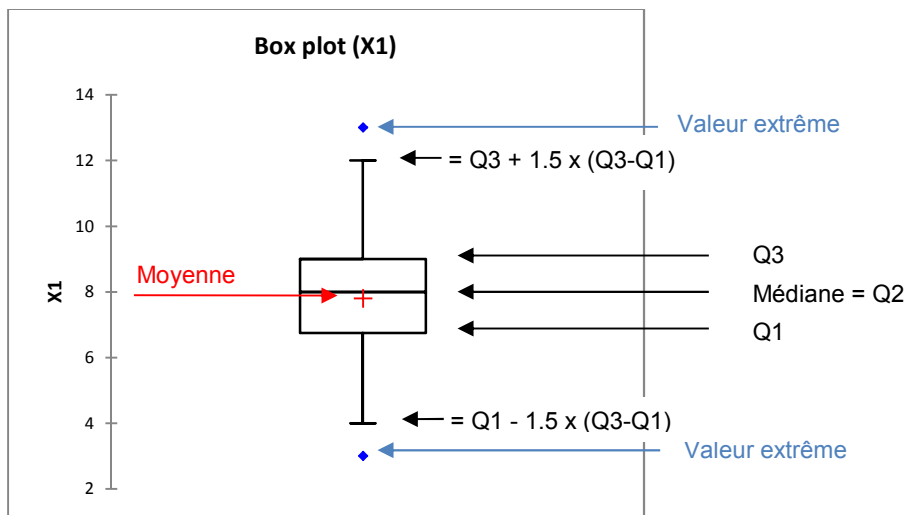 Box plot (X1)
14
Valeur extrême
12
= Q3 + 1.5 x (Q3-Q1)
10
Q3
Moyenne
X1
8
Médiane = Q2
Q1
6
4
= Q1 - 1.5 x (Q3-Q1)
Valeur extrême
2